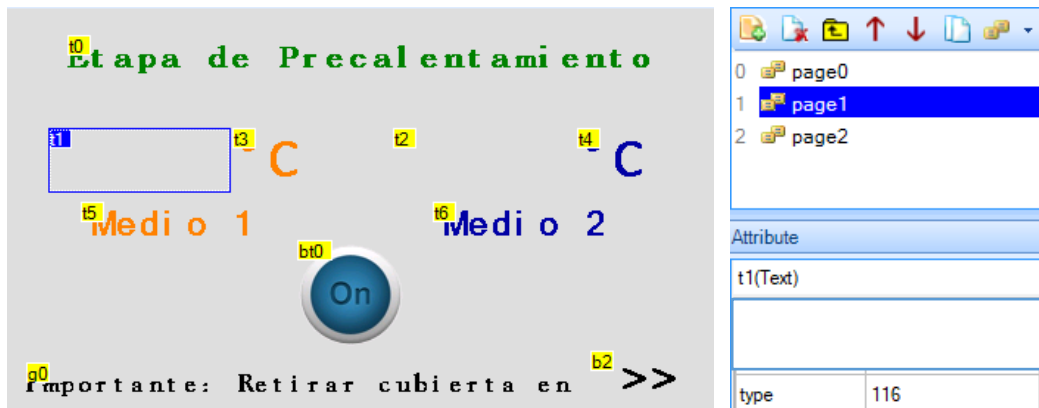 t0
Etapa de Precalentamiento
t1
t3 °C
t2
t4 °C
t5 Medio 1
t6 Medio 2
bt0
On
g0 Importante: Retirar cubierta en
b2 >>
0 page0
1 page1
2 page2
Attribute
t1(Text)
type 116